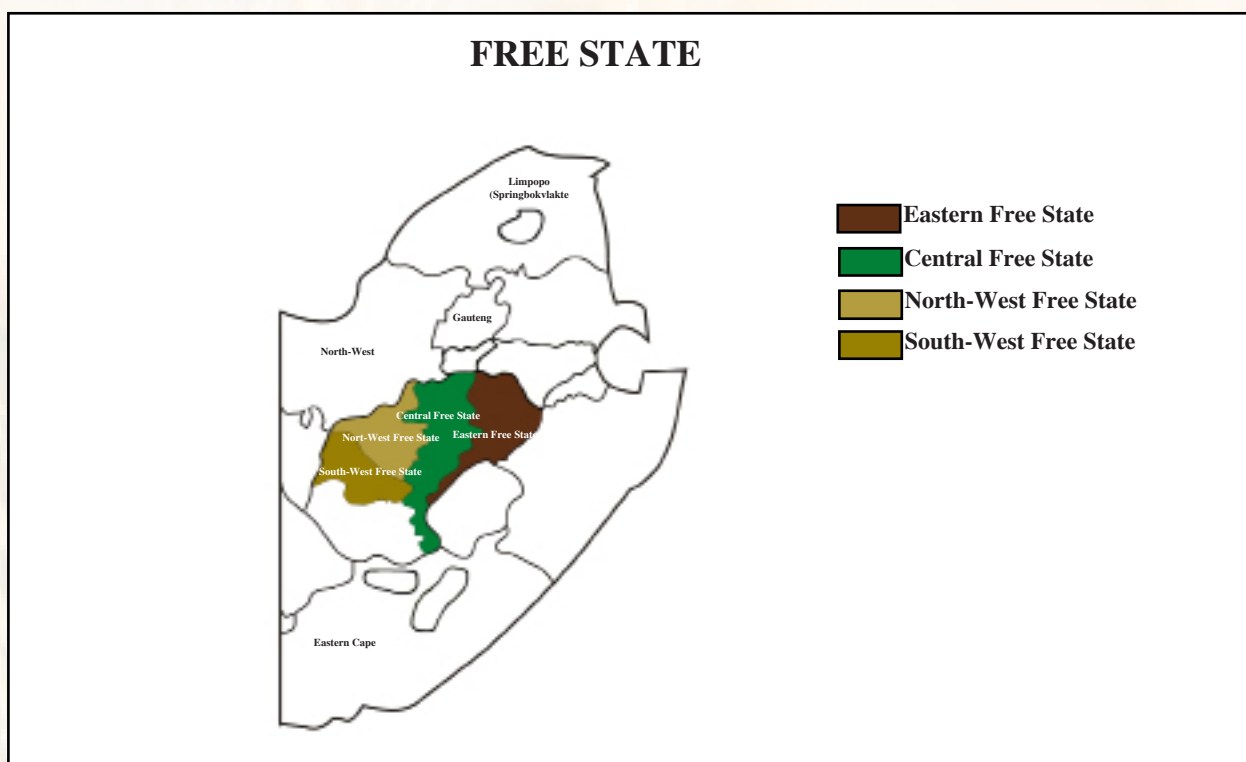 FREE STATE
Limpopo
(Springbokvlakte
Gauteng
North-West
Central Free State
Nort-West Free State
Eastern Free State
South-West Free State
Eastern Cape
Eastern Free State
Central Free State
North-West Free State
South-West Free State